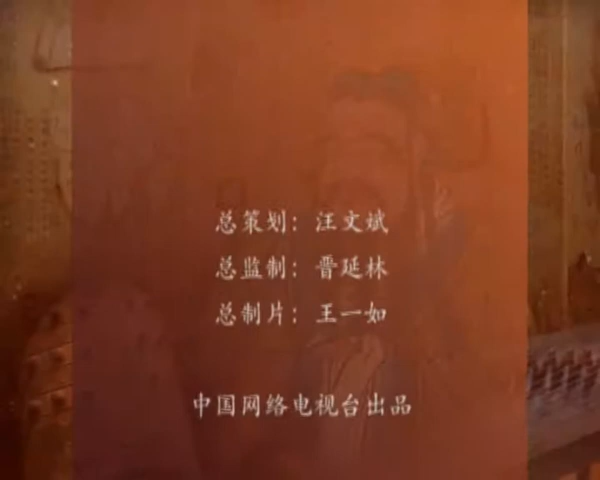 总策划：汪文斌
总监制：晋延林
总制片：王一如
中国网络电视台出品